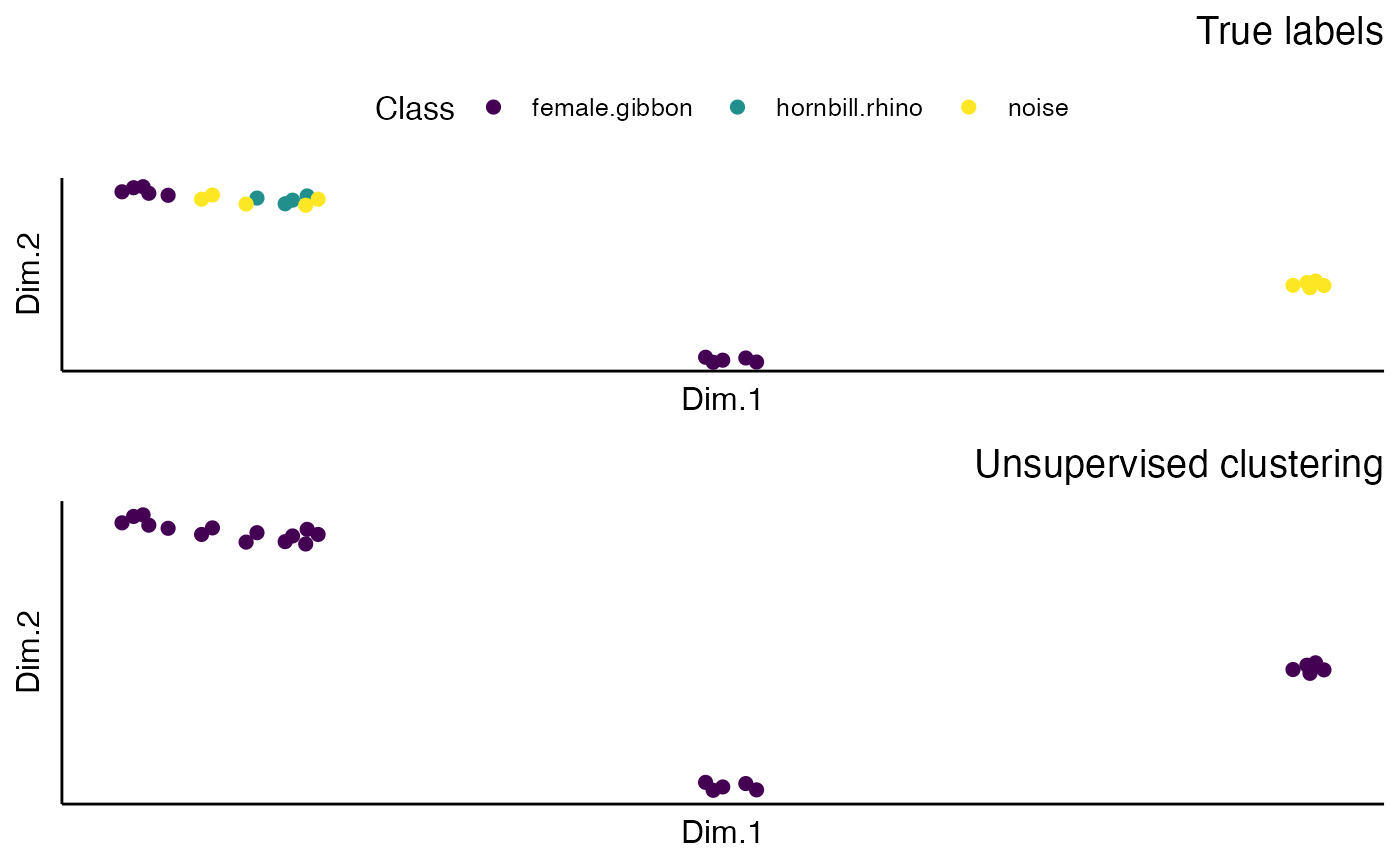 True labels
Class female.gibbon hornbill.rhino noise
Dim.2
Dim.1
Unsupervised clustering
Dim.2
Dim.1